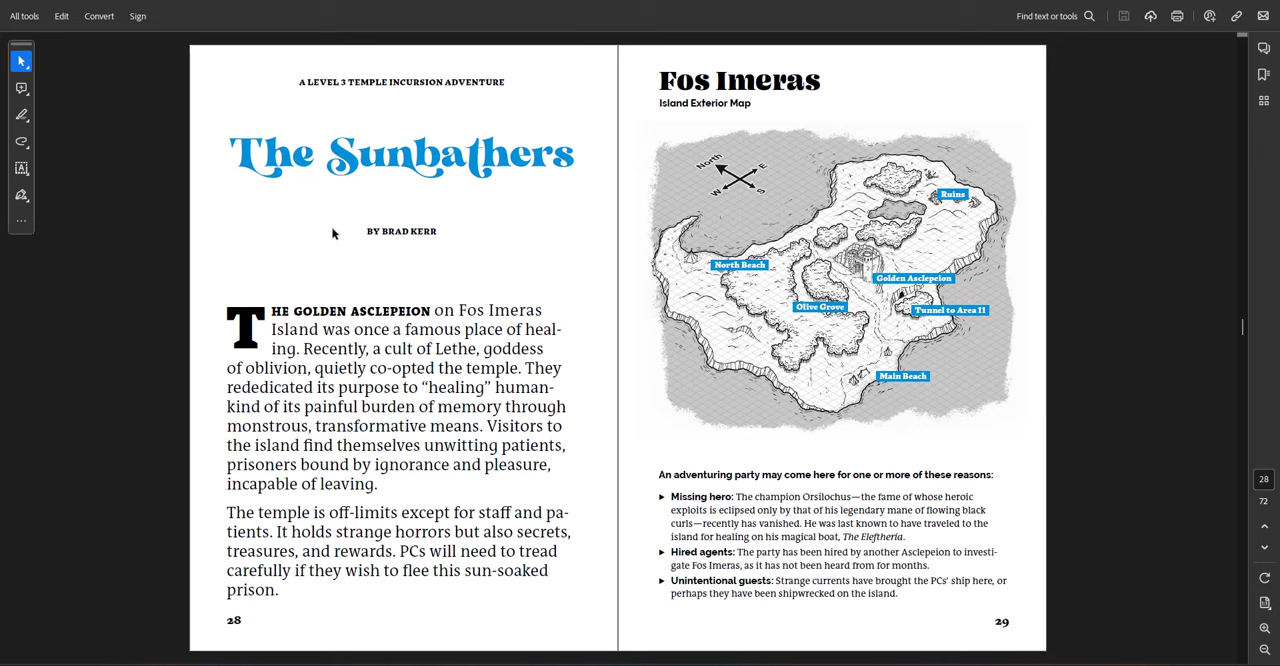 All tools Edit Convert Sign Find text or tools
A LEVEL 3 TEMPLE INCURSION ADVENTURE
The Sunbathers
BY BRAD KERR
THE GOLDEN ASCLEPEION on Fos Imeras
Island was once a famous place of heal-
ing. Recently, a cult of Lethe, goddess
of oblivion, quietly co-opted the temple. They
rededicated its purpose to “healing” human-
kind of its painful burden of memory through
monstrous, transformative means. Visitors to
the island find themselves unwitting patients,
prisoners bound by ignorance and pleasure,
incapable of leaving.
The temple is off-limits except for staff and pa-
tients. It holds strange horrors but also secrets,
treasures, and rewards. PCs will need to tread
carefully if they wish to flee this sun-soaked
prison.
28
Fos Imeras
Island Exterior Map
North
E
W
S
Ruins
North Beach
Golden Asclepeion
Olive Grove
Tunnel to Area 11
Main Beach
An adventuring party may come here for one or more of these reasons:
▶ Missing hero: The champion Orsilochus—the fame of whose heroic
exploits is eclipsed only by that of his legendary mane of flowing black
curls—recently has vanished. He was last known to have traveled to the
island for healing on his magical boat, The Eleftheria.
▶ Hired agents: The party has been hired by another Asclepeion to investi-
gate Fos Imeras, as it has not been heard from for months.
▶ Unintentional guests: Strange currents have brought the PCs' ship here, or
perhaps they have been shipwrecked on the island.
29
28
72